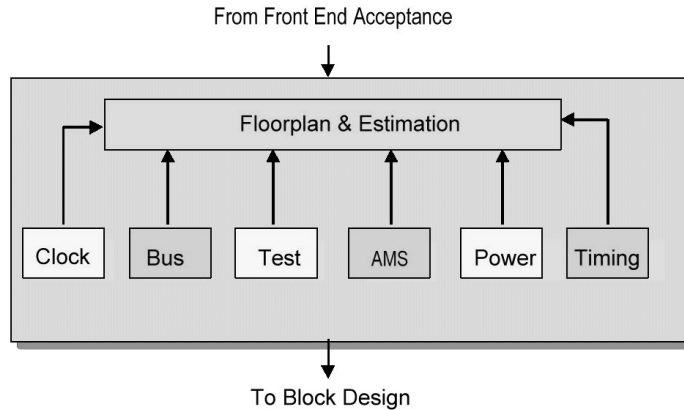 From Front End Acceptance
Floorplan & Estimation
Clock
Bus
Test
AMS
Power
Timing
To Block Design